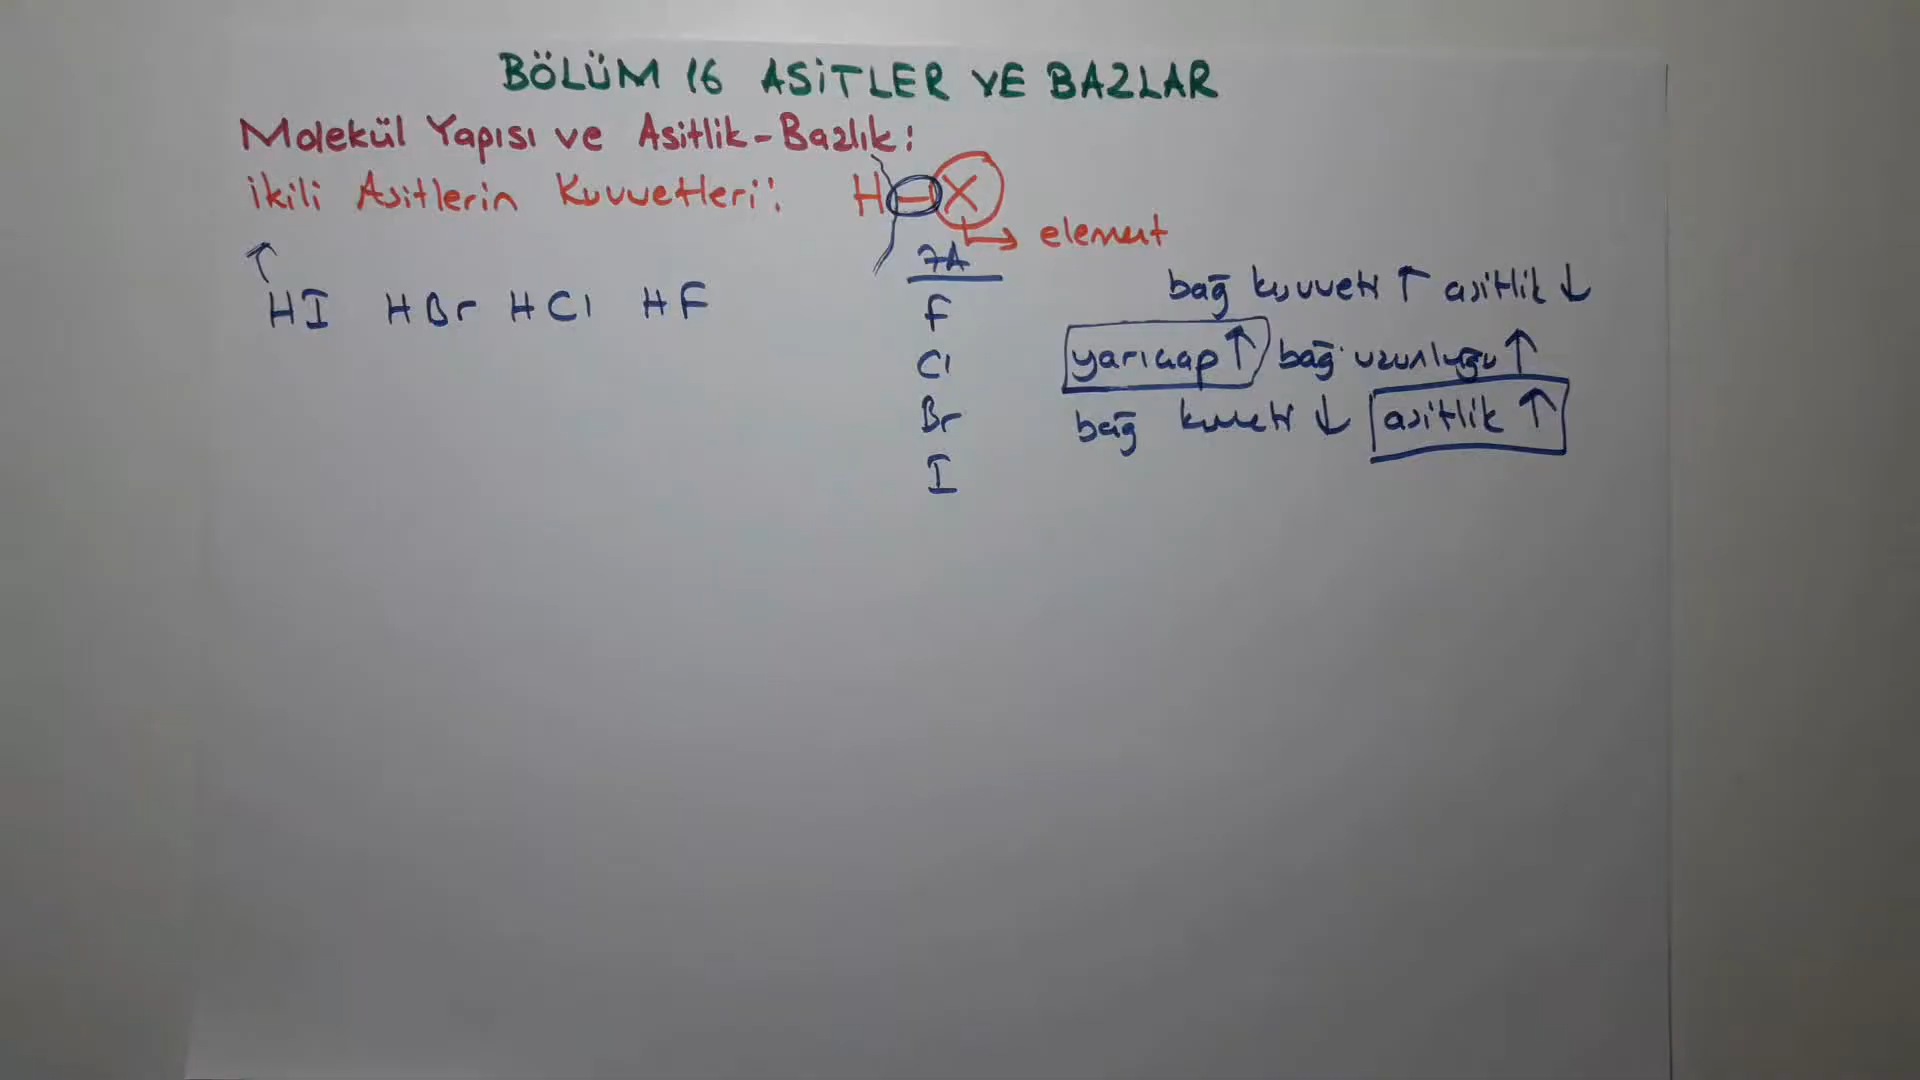 BÖLÜM 16 ASİTLER VE BAZLAR
Molekül Yapısı ve Asitlik-Bazlık:
İkili Asitlerin Kuvvetleri: H-X
→ element
↑
HI HBr HCl HF
7A
F
Cl
Br
I
bağ kuvveti ↑ asitlik ↓
yarıçap ↑ bağ uzunluğu ↑
bağ kuvveti ↓ asitlik ↑